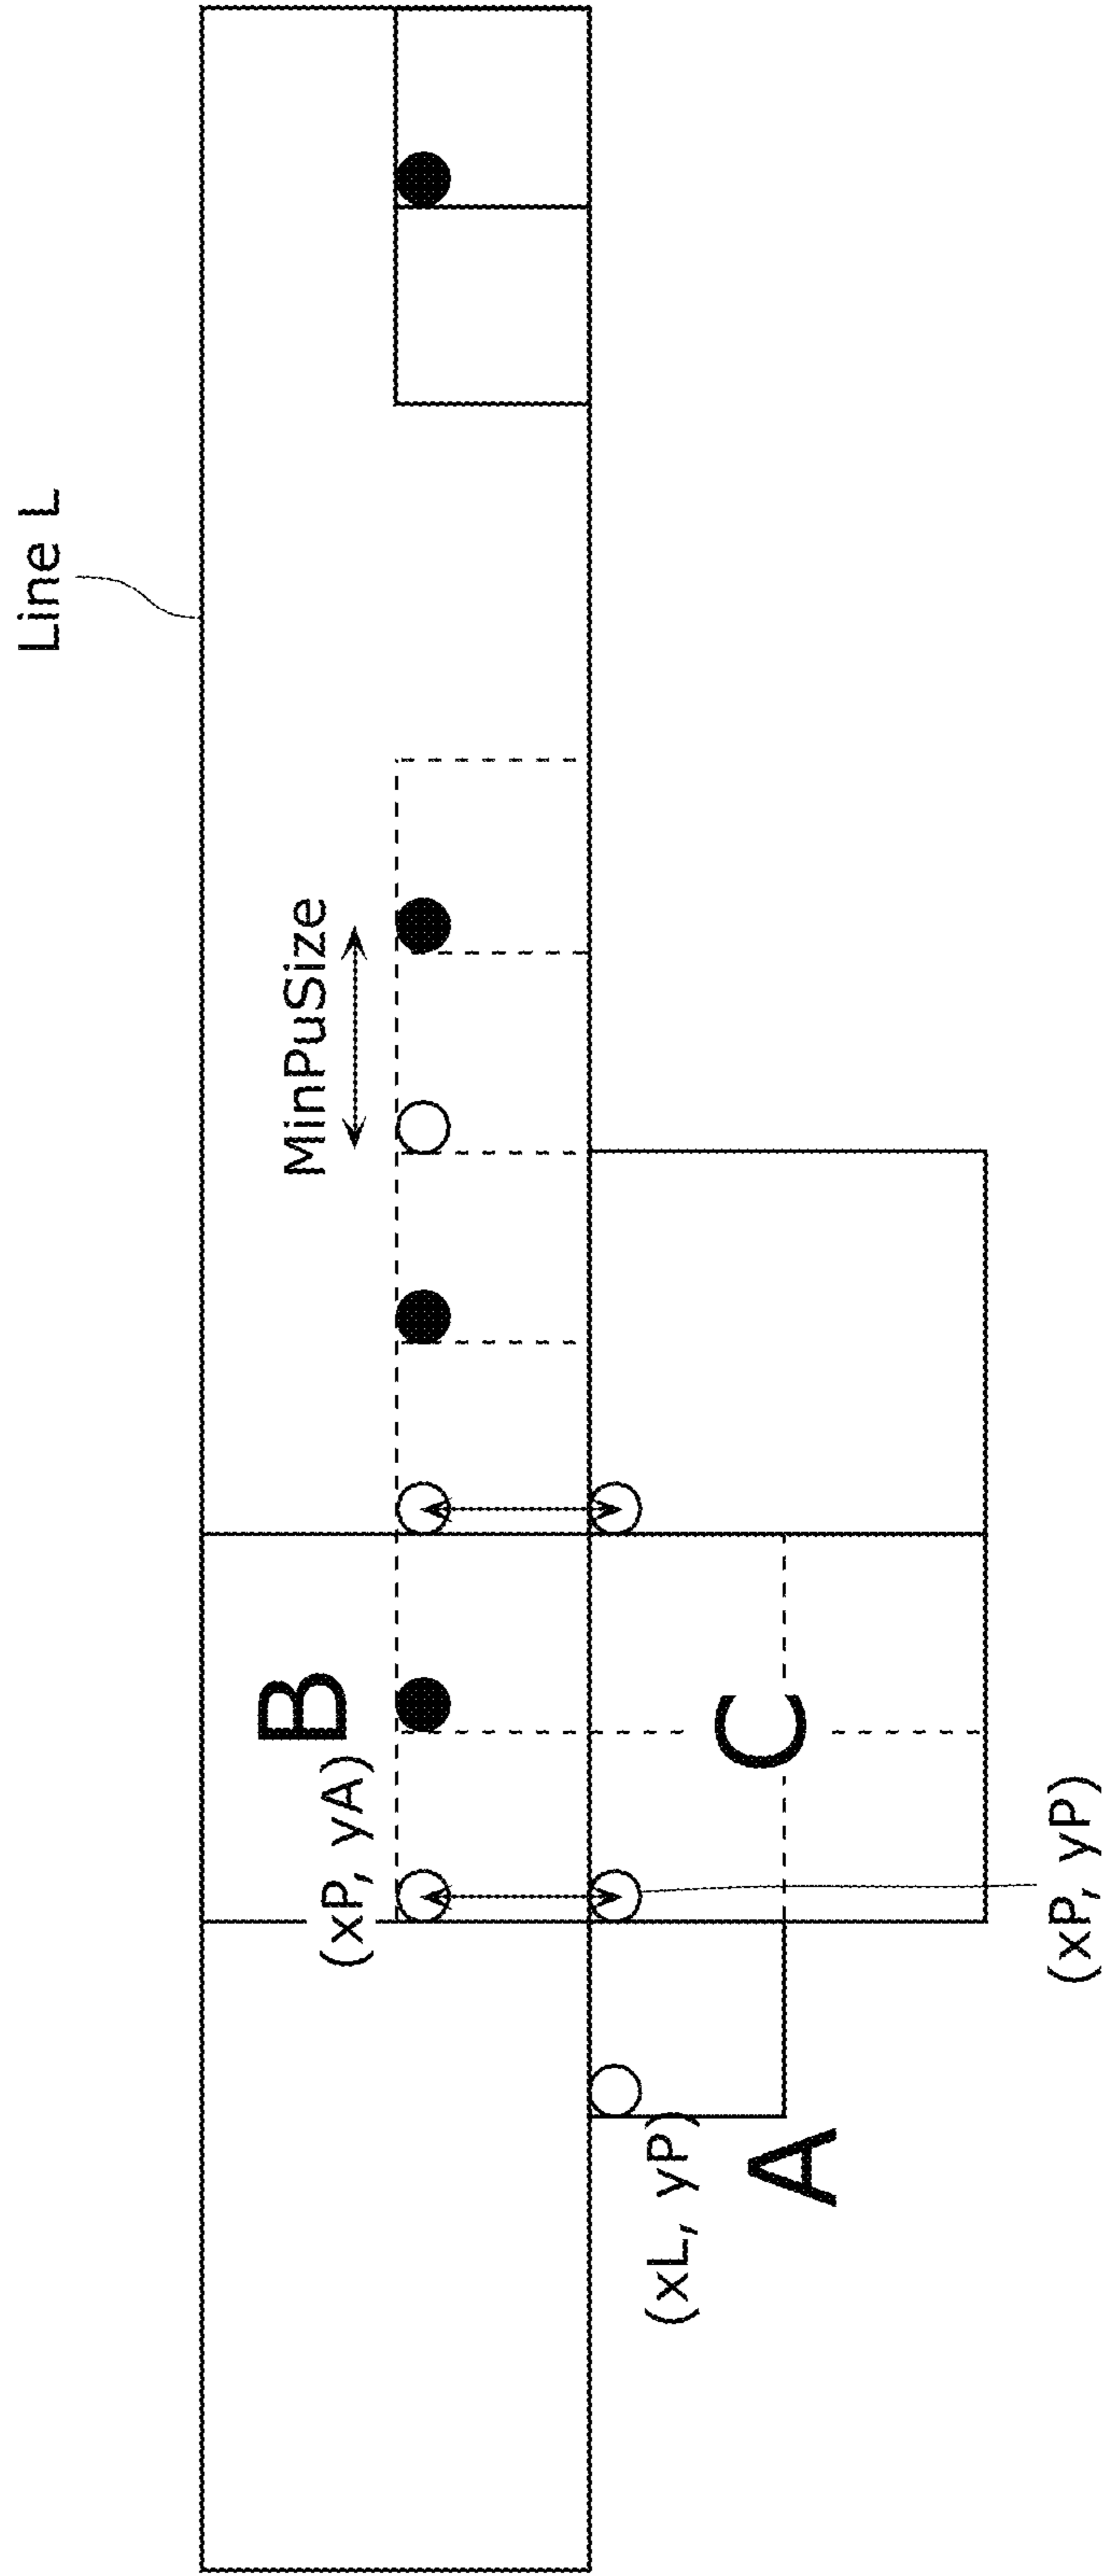 Line L
MinPuSize
B
(xP, yA)
C
(xP, yP)
(xL, yP)
A